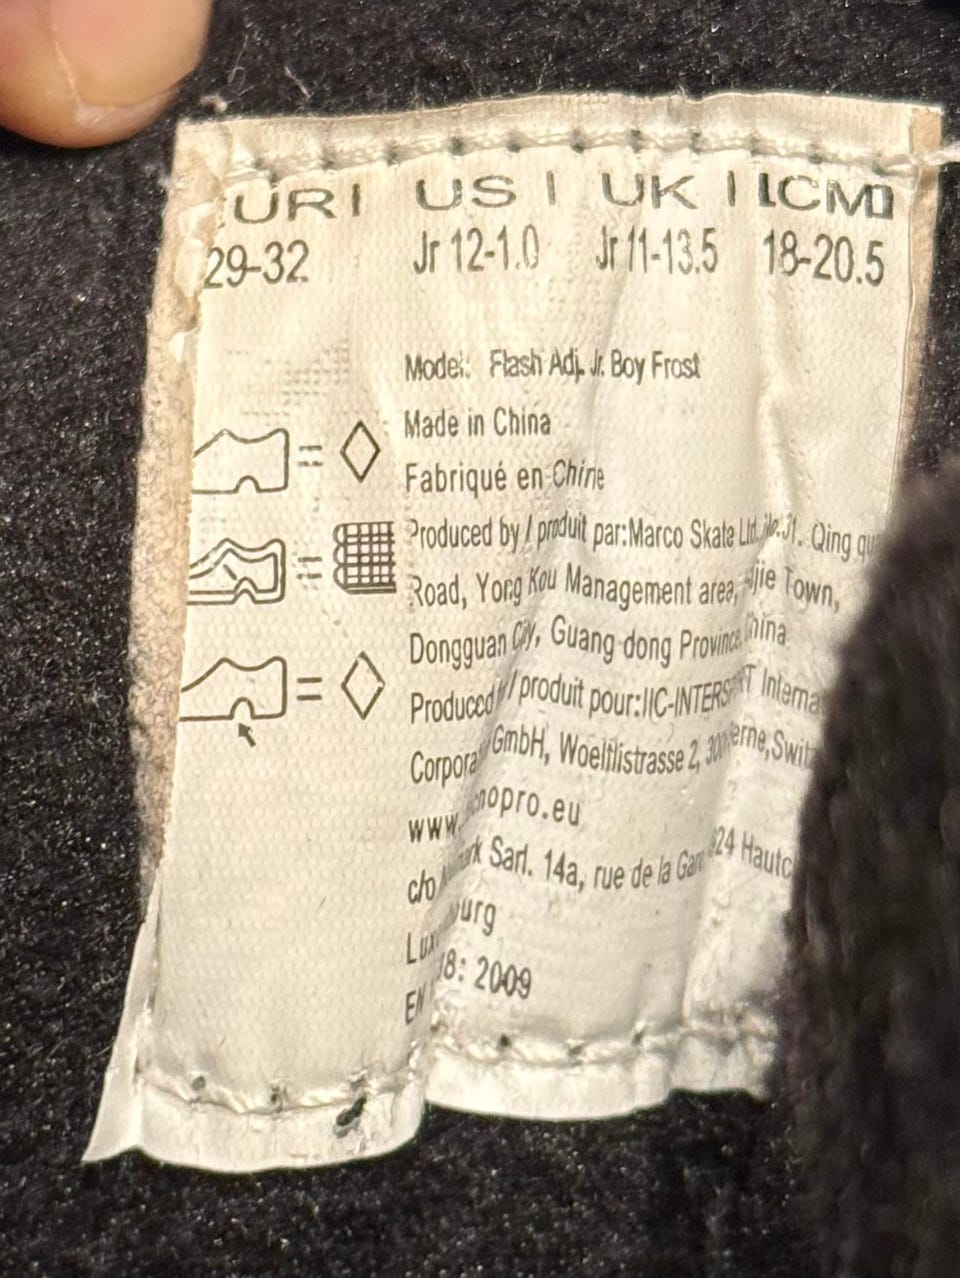 EUR | US | UK | [CM]
29-32 Jr 12-1.0 Jr 11-13.5 18-20.5
Model: Flash Adj. Jr. Boy Frost
Made in China
Fabriqué en Chine
Produced by / produit par:Marco Skate Ltd. Qing
Road, Yong Kou Management area, Town,
Dongguan City, Guang dong Province, China
Produced / produit pour:IIC-INTERSPORT
GmbH, Woelflistrasse 2,
www.
c/o Sarl. 14a, rue de la
2009